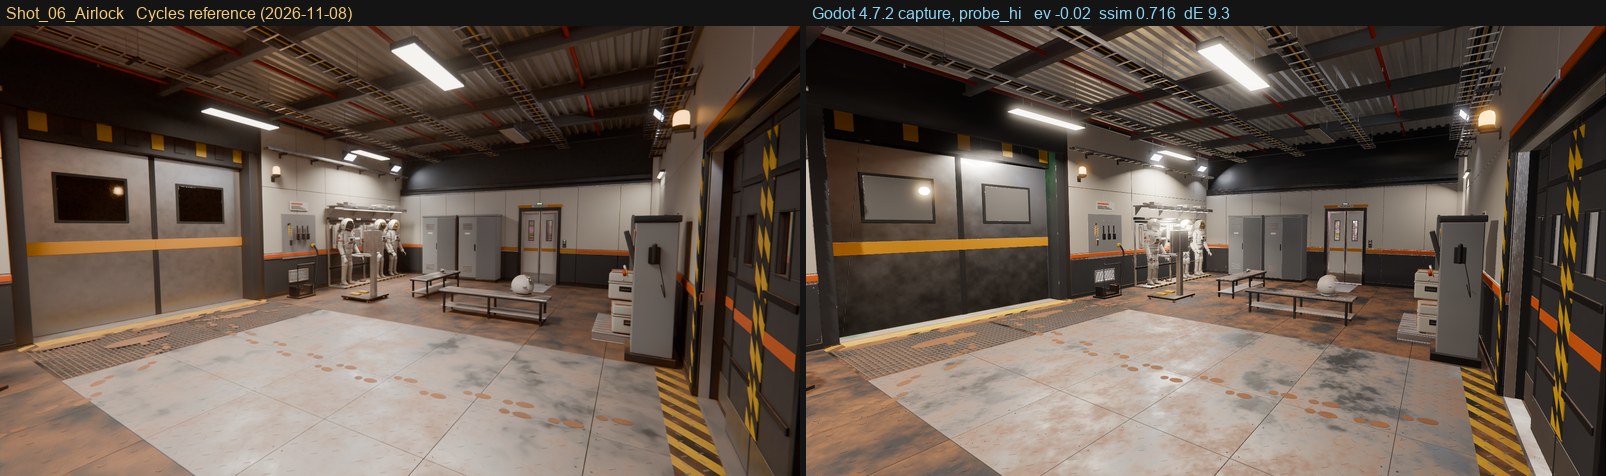 Shot_06_Airlock   Cycles reference (2026-11-08)
Godot 4.7.2 capture, probe_hi   ev -0.02  ssim 0.716  dE 9.3